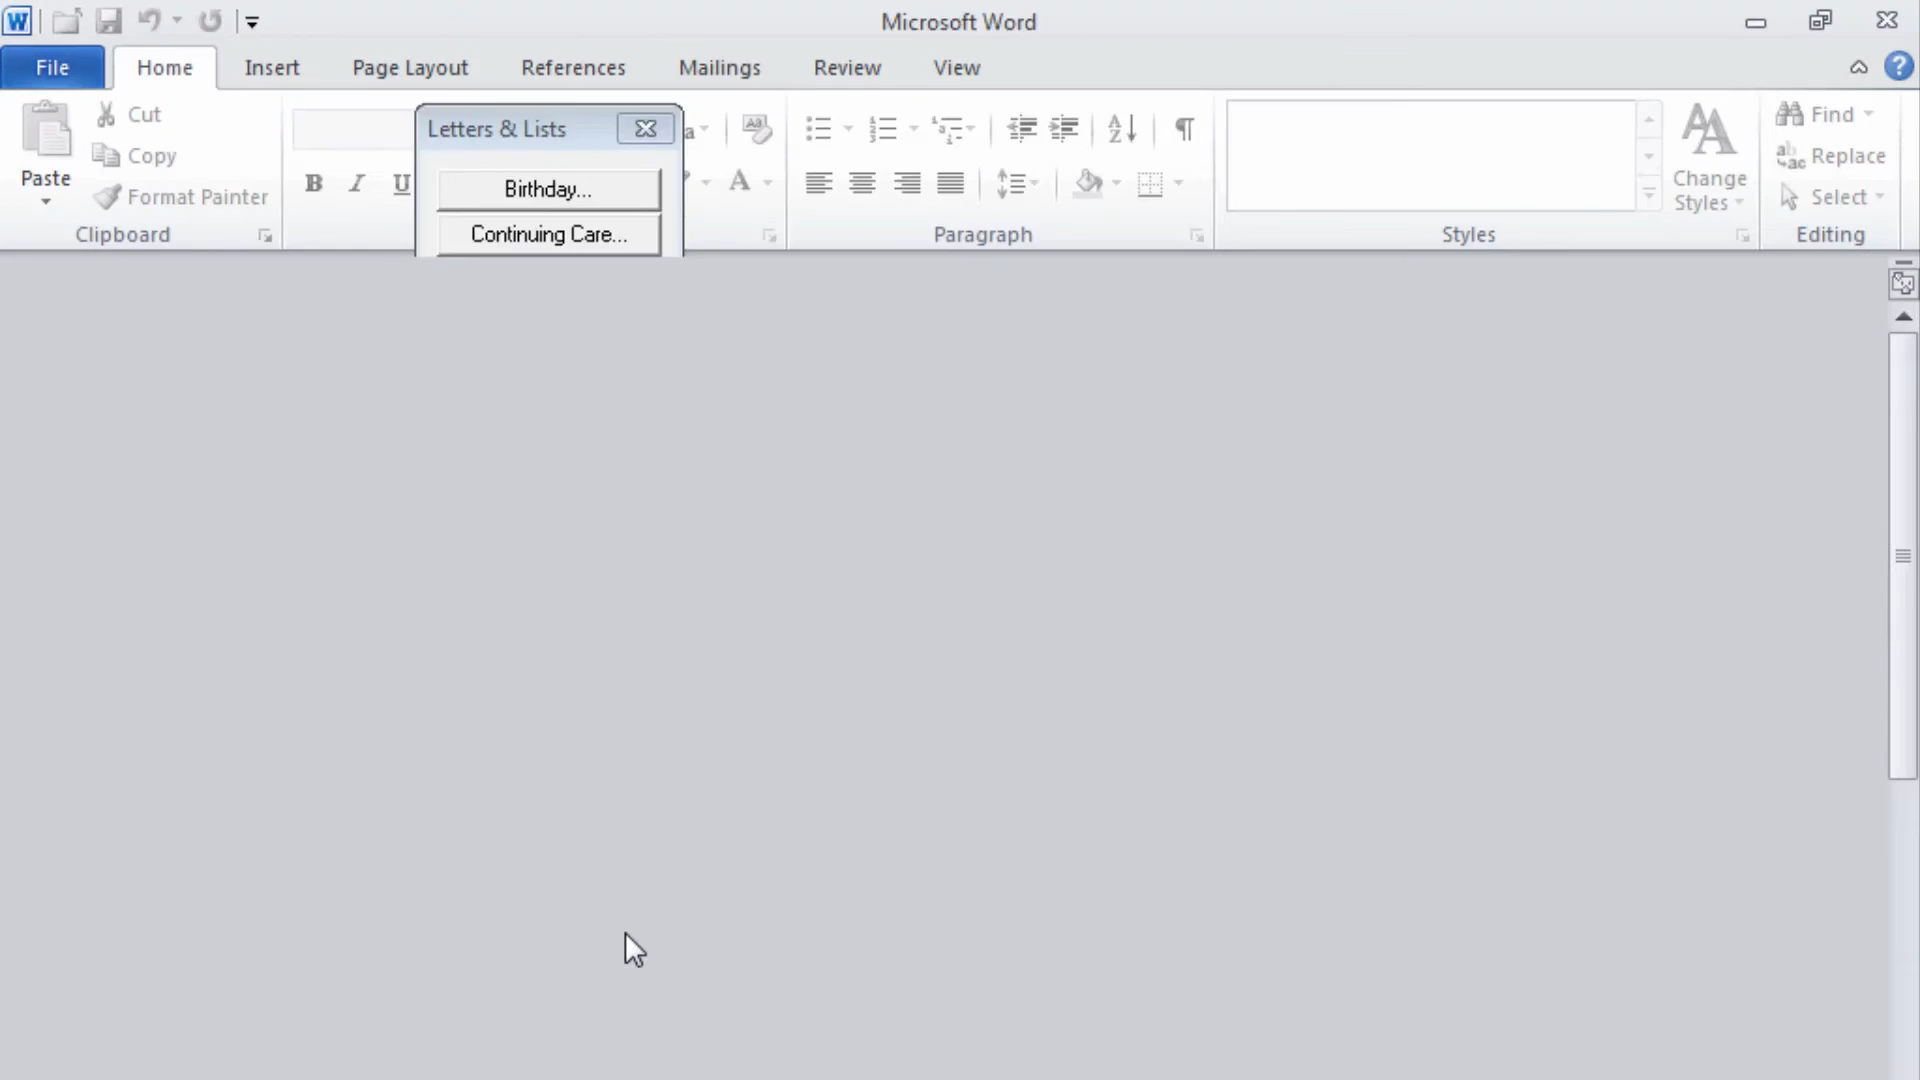 Microsoft Word
File Home Insert Page Layout References Mailings Review View
Letters & Lists
Birthday...
Continuing Care...
Paste
Cut
Copy
Format Painter
Clipboard
B I U
A
Paragraph
Change
Styles
Styles
Find
Replace
Select
Editing